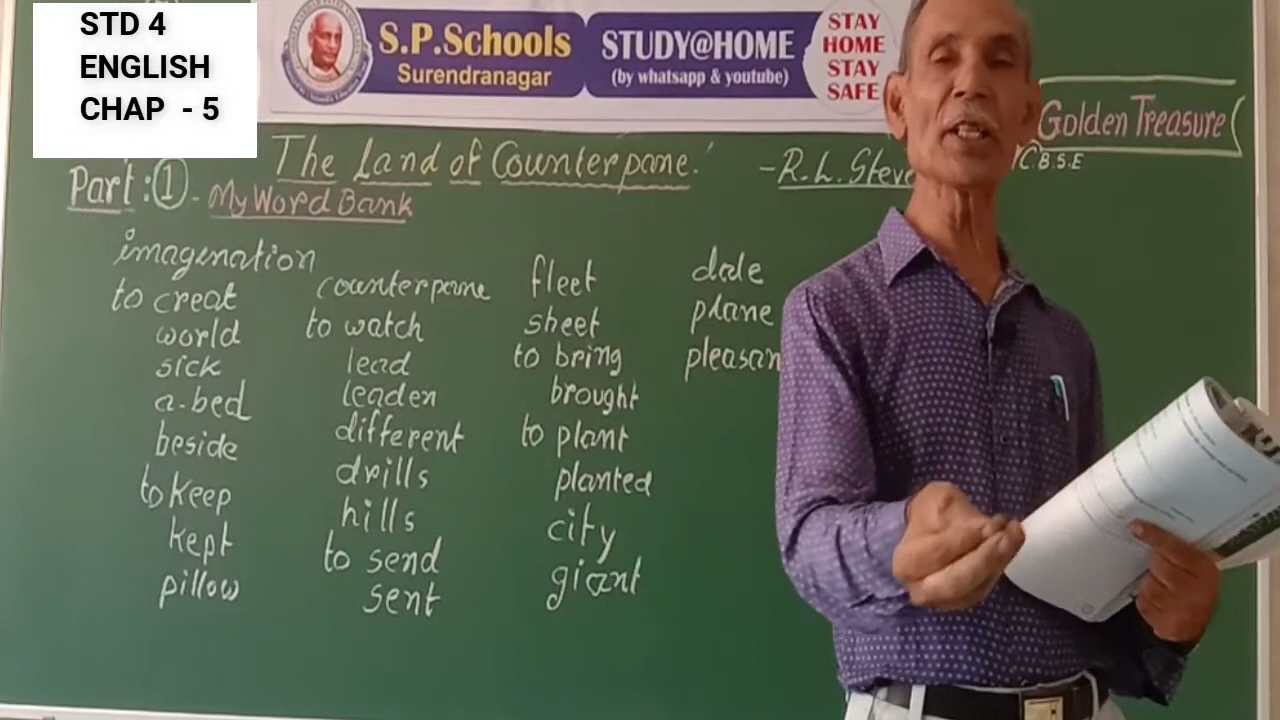 STD 4
ENGLISH
CHAP - 5
S.P.Schools
Surendranagar
STUDY@HOME
(by whatsapp & youtube)
STAY
HOME
STAY
SAFE
Golden Treasure
C.B.S.E
The Land of Counterpane.'
- R. L. Steve
Part: 1 - My Word Bank
imagenation
to creat
world
sick
a-bed
beside
to keep
kept
pillow
counterpane
to watch
lead
leaden
different
drills
hills
to send
sent
fleet
sheet
to bring
brought
to plant
planted
city
giant
dale
plane
pleasan